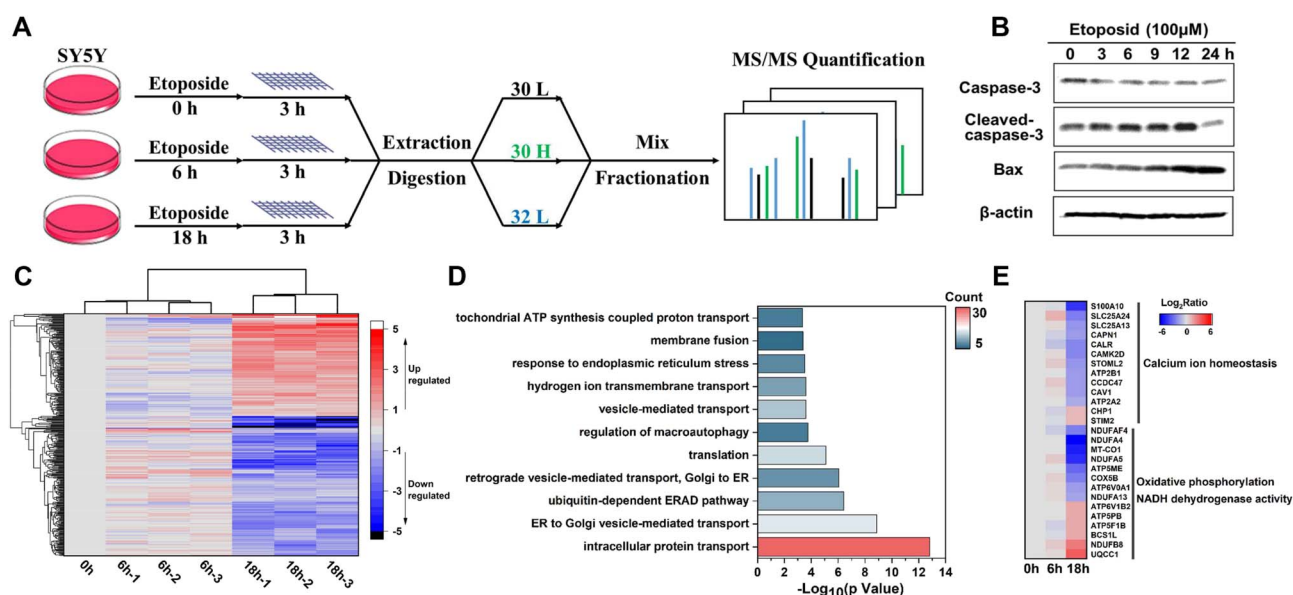 A
SY5Y
Etoposide
0 h
3 h
Etoposide
6 h
3 h
Etoposide
18 h
3 h
Extraction
Digestion
30 L
30 H
32 L
Mix
Fractionation
MS/MS Quantification
B
Etoposid (100μM)
0 3 6 9 12 24 h
Caspase-3
Cleaved-
caspase-3
Bax
β-actin
C
5
3
1
-1
-3
-5
Up
regulated
Down
regulated
0h 6h-1 6h-2 6h-3 18h-1 18h-2 18h-3
D
Count
30
5
tochondrial ATP synthesis coupled proton transport
membrane fusion
response to endoplasmic reticulum stress
hydrogen ion transmembrane transport
vesicle-mediated transport
regulation of macroautophagy
translation
retrograde vesicle-mediated transport, Golgi to ER
ubiquitin-dependent ERAD pathway
ER to Golgi vesicle-mediated transport
intracellular protein transport
0 2 4 6 8 10 12 14
-Log10(p Value)
E
Log2Ratio
-6 0 6
S100A10
SLC25A24
SLC25A13
CAPN1
CALR
CAMK2D
STOML2
ATP2B1
CCDC47
CAV1
ATP2A2
CHP1
STIM2
Calcium ion homeostasis
NDUFAF4
NDUFA4
MT-CO1
NDUFA5
ATP5ME
COX5B
ATP6V0A1
NDUFA13
ATP6V1B2
ATP5PB
ATP5F1B
BCS1L
NDUFB8
UQCC1
Oxidative phosphorylation
NADH dehydrogenase activity
0h 6h 18h